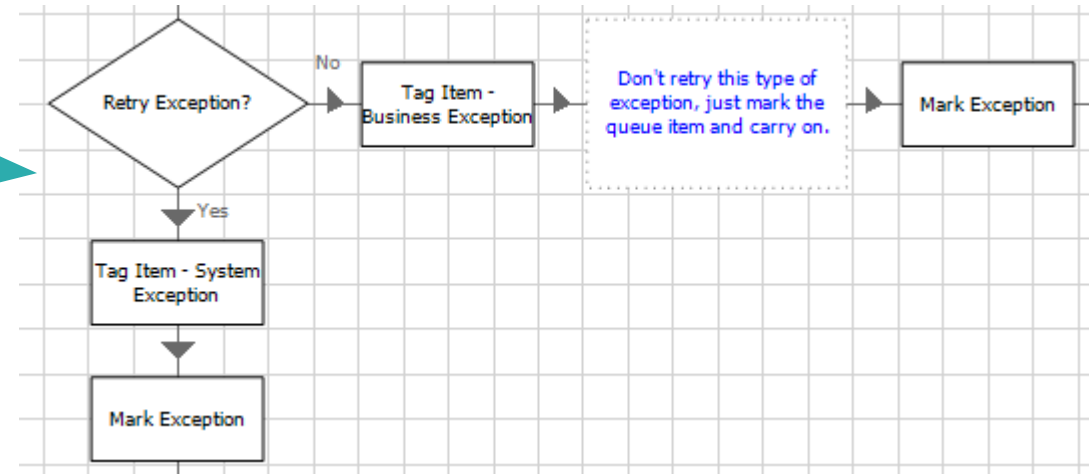 Retry Exception?
No
Tag Item -
Business Exception
Don't retry this type of
exception, just mark the
queue item and carry on.
Mark Exception
Yes
Tag Item - System
Exception
Mark Exception